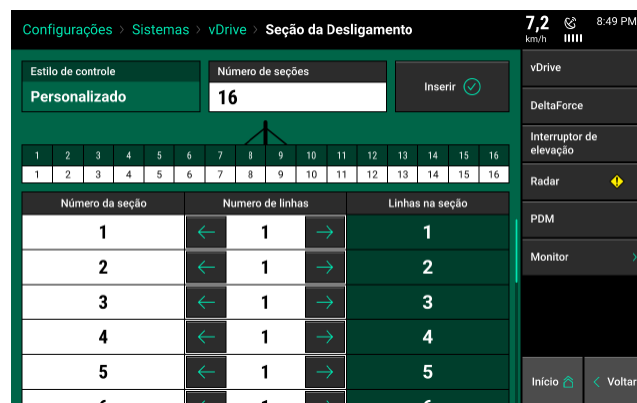 Configurações > Sistemas > vDrive > Seção da Desligamento
7,2 km/h
8:49 PM
Estilo de controle
Personalizado
Número de seções
16
Inserir
1 2 3 4 5 6 7 8 9 10 11 12 13 14 15 16
1 2 3 4 5 6 7 8 9 10 11 12 13 14 15 16
Número da seção Numero de linhas Linhas na seção
1 ← 1 → 1
2 ← 1 → 2
3 ← 1 → 3
4 ← 1 → 4
5 ← 1 → 5
vDrive
DeltaForce
Interruptor de
elevação
Radar
PDM
Monitor >
Início
< Voltar